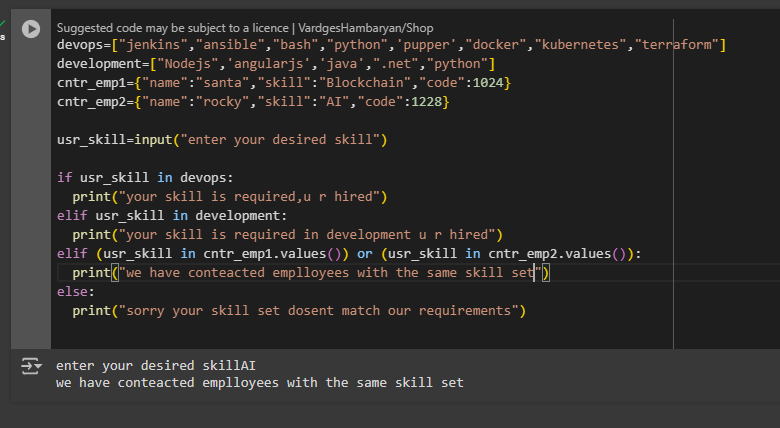 s
Suggested code may be subject to a licence | VardgesHambaryan/Shop
devops=["jenkins","ansible","bash","python",'pupper',"docker","kubernetes","terraform"]
development=["Nodejs",'angularjs','java',".net","python"]
cntr_emp1={"name":"santa","skill":"Blockchain","code":1024}
cntr_emp2={"name":"rocky","skill":"AI","code":1228}
usr_skill=input("enter your desired skill")
if usr_skill in devops:
  print("your skill is required,u r hired")
elif usr_skill in development:
  print("your skill is required in development u r hired")
elif (usr_skill in cntr_emp1.values()) or (usr_skill in cntr_emp2.values()):
  print("we have conteacted emplloyees with the same skill set")
else:
  print("sorry your skill set dosent match our requirements")
enter your desired skillAI
we have conteacted emplloyees with the same skill set